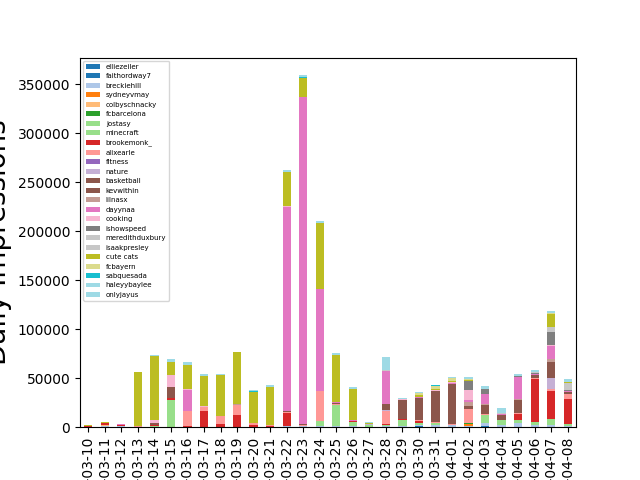 350000
300000
250000
200000
150000
100000
50000
0
elliezeiler
faithordway7
breckiehill
sydneyvmay
colbyschnacky
fcbarcelona
jostasy
minecraft
brookemonk_
alixearle
fitness
nature
basketball
kevwithin
lilnasx
dayynaa
cooking
ishowspeed
meredithduxbury
isaakpresley
cute cats
fcbayern
sabquesada
haleyybaylee
onlyjayus
Impressions
03-10
03-11
03-12
03-13
03-14
03-15
03-16
03-17
03-18
03-19
03-20
03-21
03-22
03-23
03-24
03-25
03-26
03-27
03-28
03-29
03-30
03-31
04-01
04-02
04-03
04-04
04-05
04-06
04-07
04-08